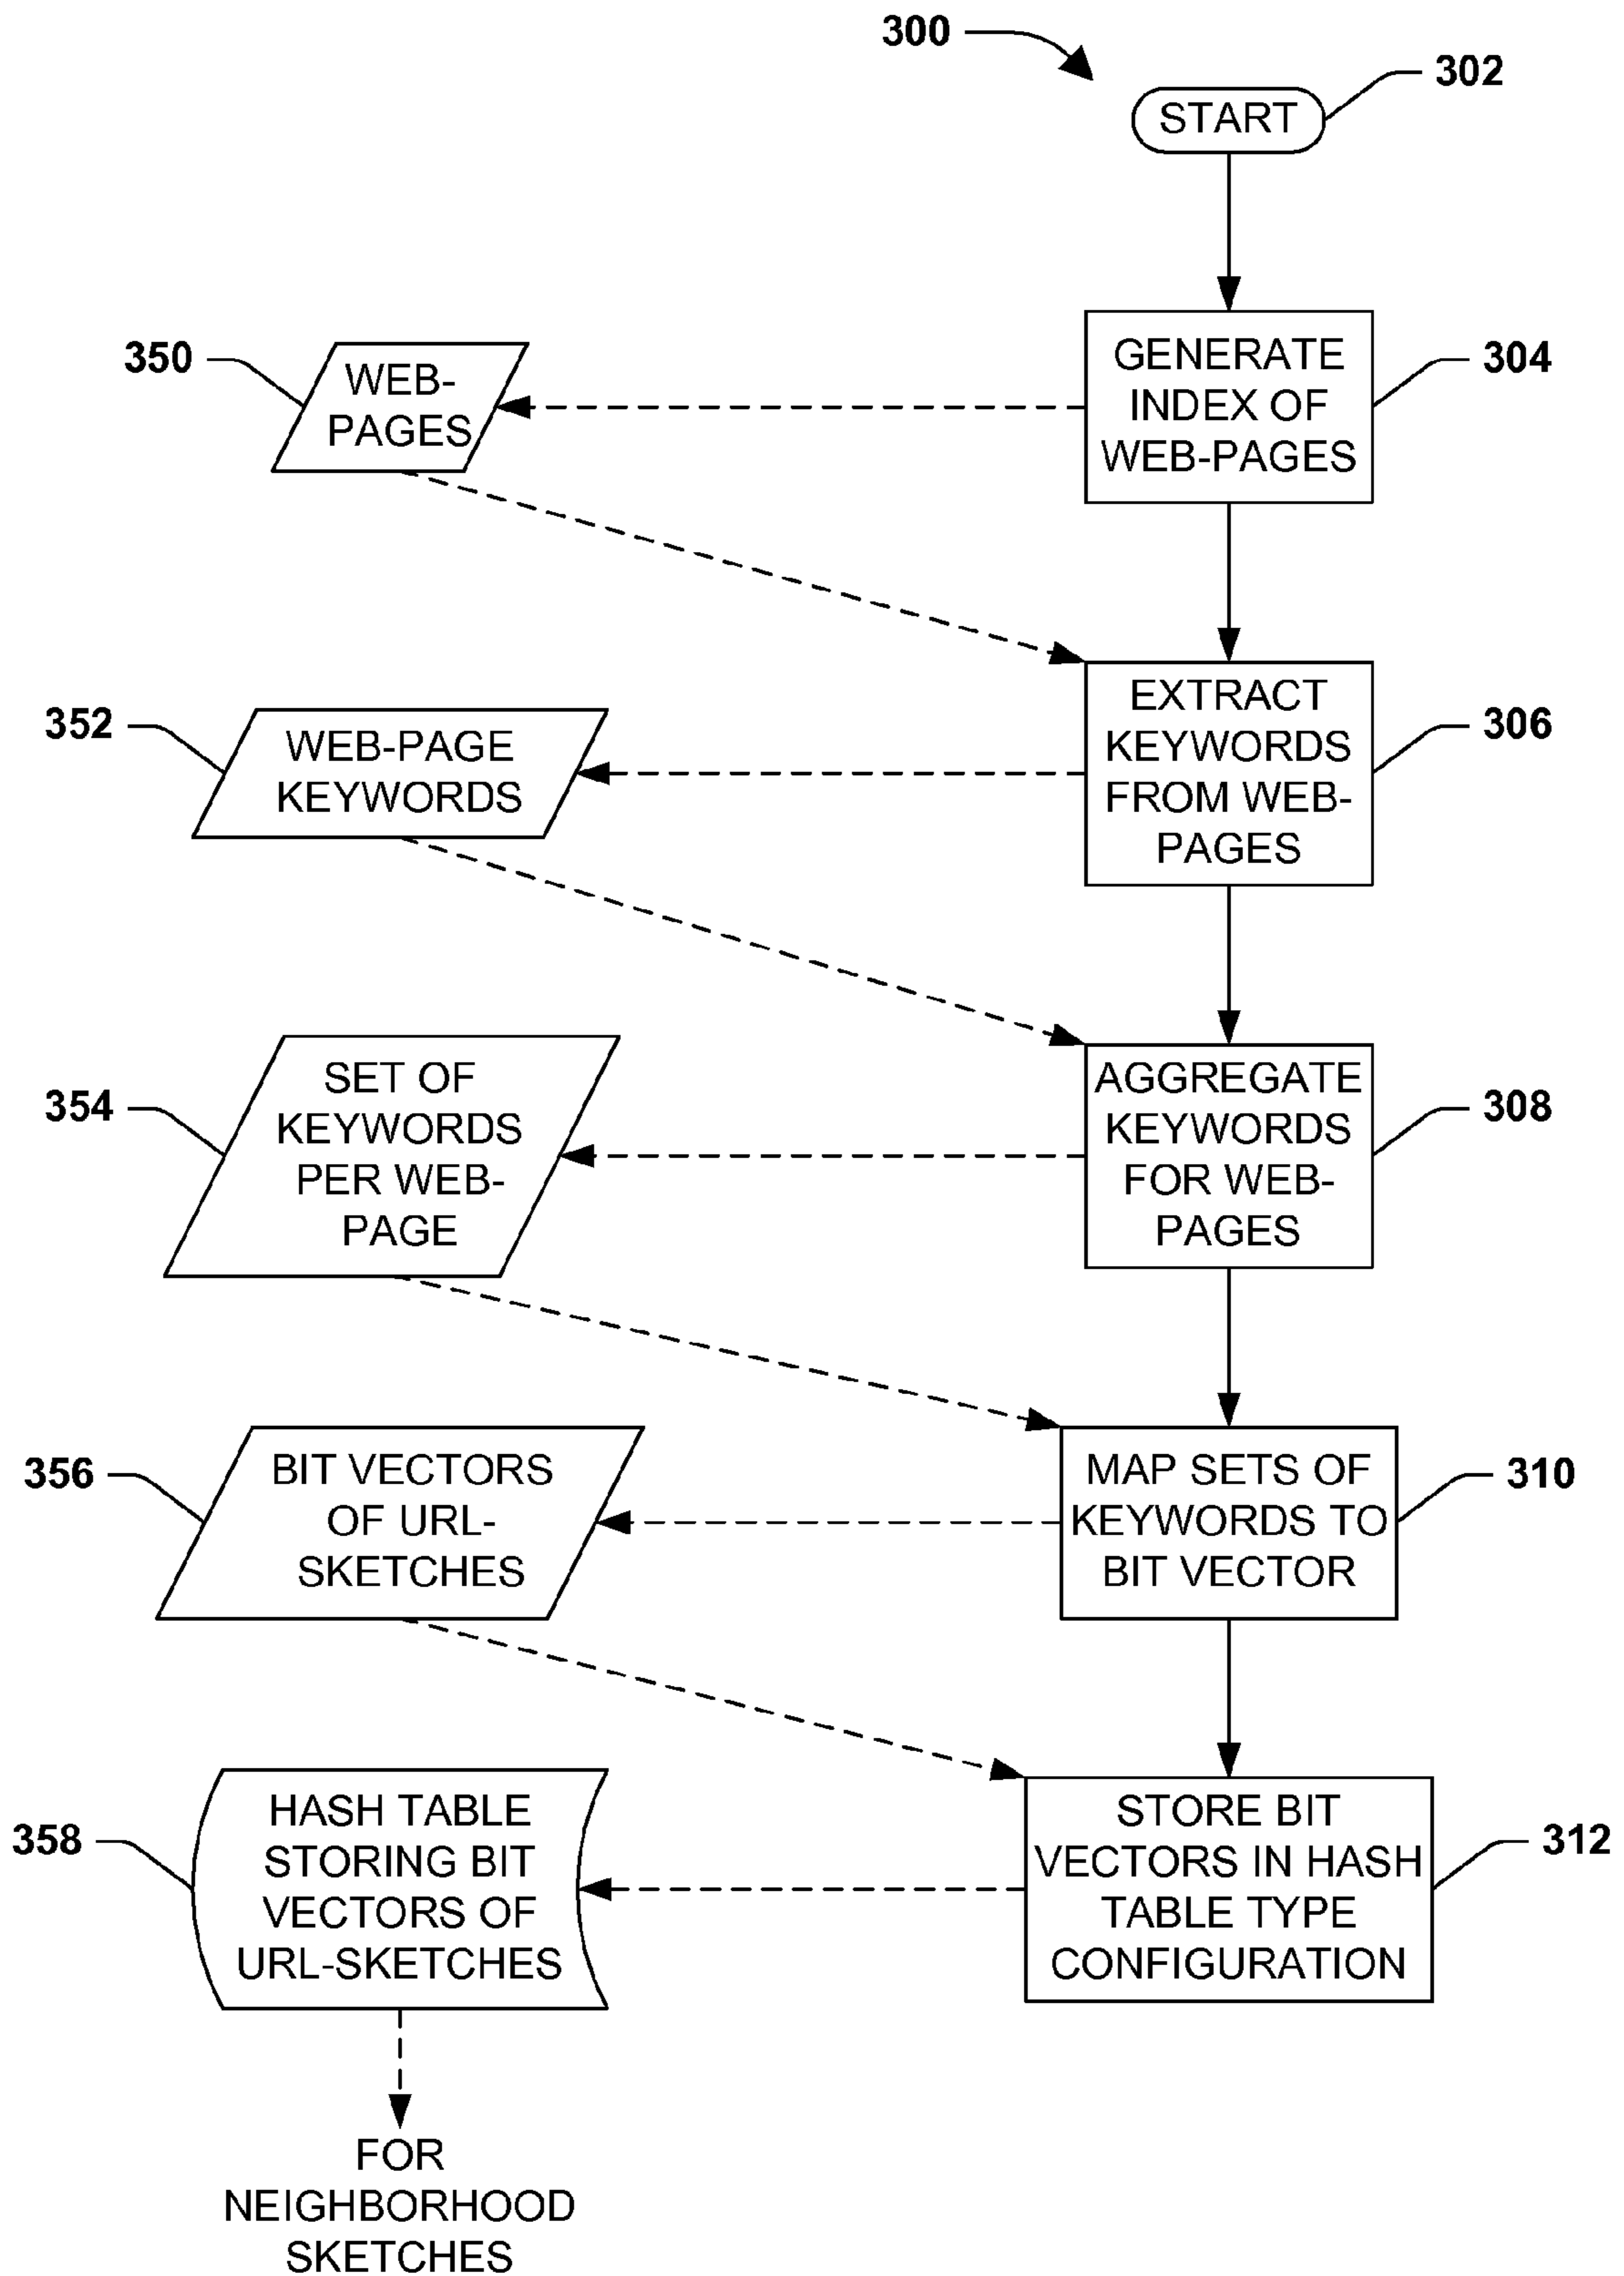 300
302
START
350
WEB-
PAGES
GENERATE
INDEX OF
WEB-PAGES
304
352
WEB-PAGE
KEYWORDS
EXTRACT
KEYWORDS
FROM WEB-
PAGES
306
354
SET OF
KEYWORDS
PER WEB-
PAGE
AGGREGATE
KEYWORDS
FOR WEB-
PAGES
308
356
BIT VECTORS
OF URL-
SKETCHES
MAP SETS OF
KEYWORDS TO
BIT VECTOR
310
358
HASH TABLE
STORING BIT
VECTORS OF
URL-SKETCHES
STORE BIT
VECTORS IN HASH
TABLE TYPE
CONFIGURATION
312
FOR
NEIGHBORHOOD
SKETCHES